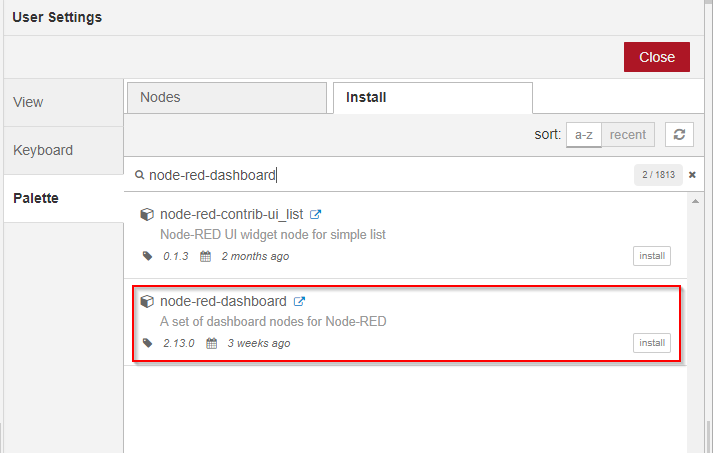 User Settings
Close
View
Keyboard
Palette
Nodes
Install
sort: a-z recent
node-red-dashboard
2 / 1813
node-red-contrib-ui_list
Node-RED UI widget node for simple list
0.1.3 2 months ago
install
node-red-dashboard
A set of dashboard nodes for Node-RED
2.13.0 3 weeks ago
install